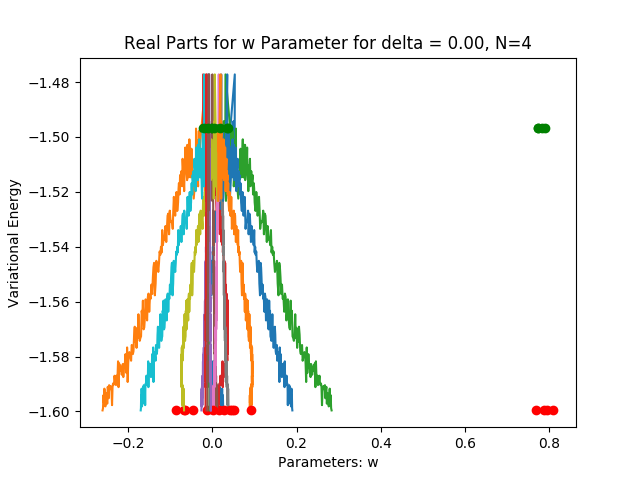 Real Parts for w Parameter for delta = 0.00, N=4
−1.48
−1.50
−1.52
−1.54
−1.56
−1.58
−1.60
Variational Energy
−0.2 0.0 0.2 0.4 0.6 0.8
Parameters: w